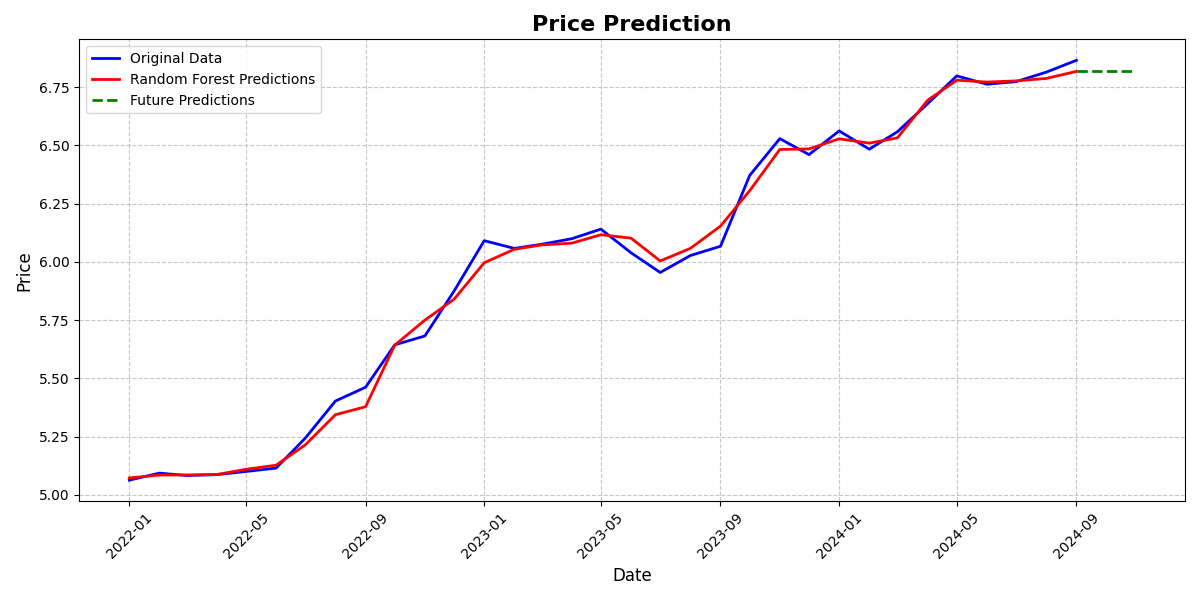 Price Prediction
Original Data
Random Forest Predictions
Future Predictions
Price
6.75
6.50
6.25
6.00
5.75
5.50
5.25
5.00
2022-01
2022-05
2022-09
2023-01
2023-05
2023-09
2024-01
2024-05
2024-09
Date